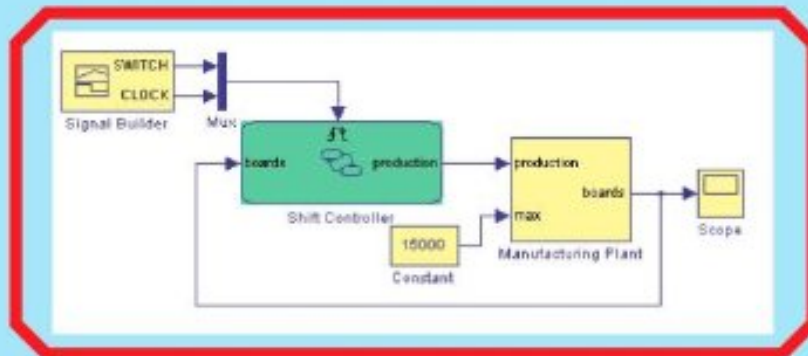 SWITCH
CLOCK
Signal Builder
Mux
boards
production
Shift Controller
production
max
boards
Manufacturing Plant
15000
Constant
Scope